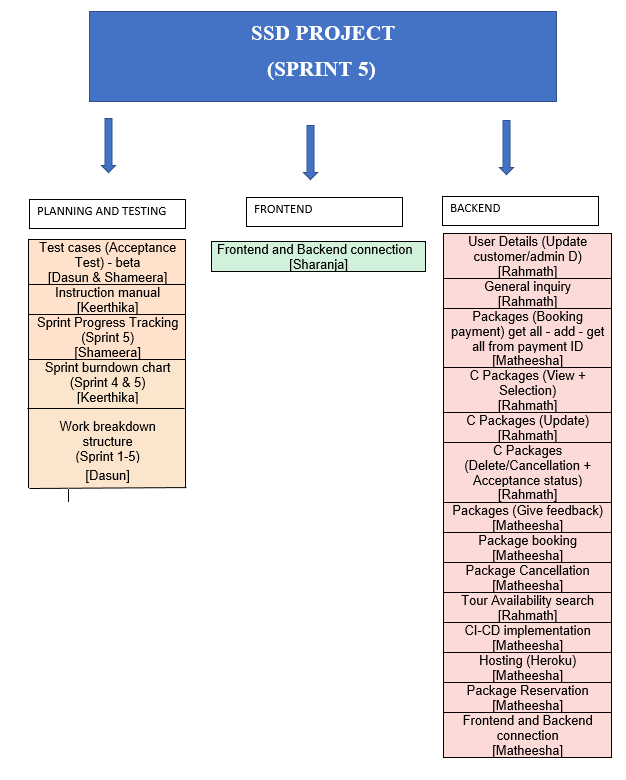 SSD PROJECT
(SPRINT 5)
PLANNING AND TESTING
Test cases (Acceptance
Test) - beta
[Dasun & Shameera]
Instruction manual
[Keerthika]
Sprint Progress Tracking
(Sprint 5)
[Shameera]
Sprint burndown chart
(Sprint 4 & 5)
[Keerthika]
Work breakdown
structure
(Sprint 1-5)
[Dasun]
FRONTEND
Frontend and Backend connection
[Sharanja]
BACKEND
User Details (Update
customer/admin D)
[Rahmath]
General inquiry
[Rahmath]
Packages (Booking
payment) get all - add - get
all from payment ID
[Matheesha]
C Packages (View +
Selection)
[Rahmath]
C Packages (Update)
[Rahmath]
C Packages
(Delete/Cancellation +
Acceptance status)
[Rahmath]
Packages (Give feedback)
[Matheesha]
Package booking
[Matheesha]
Package Cancellation
[Matheesha]
Tour Availability search
[Rahmath]
CI-CD implementation
[Matheesha]
Hosting (Heroku)
[Matheesha]
Package Reservation
[Matheesha]
Frontend and Backend
connection
[Matheesha]